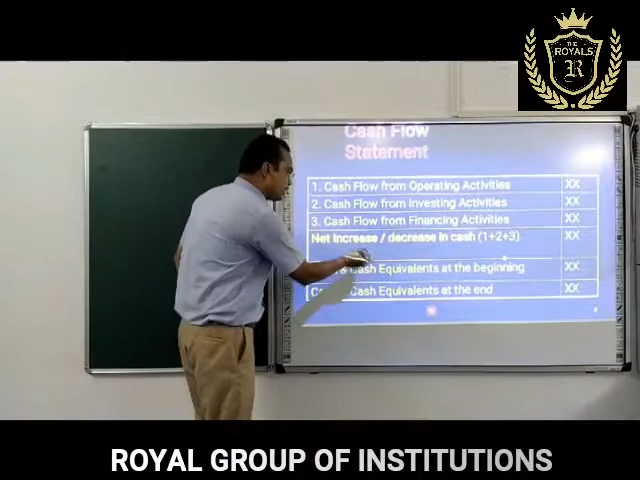 THE
ROYALS
R
Cash Flow
Statement
1. Cash Flow from Operating Activities XX
2. Cash Flow from Investing Activities XX
3. Cash Flow from Financing Activities XX
Net Increase / decrease in cash (1+2+3) XX
Cash Equivalents at the beginning XX
Cash Equivalents at the end XX
ROYAL GROUP OF INSTITUTIONS